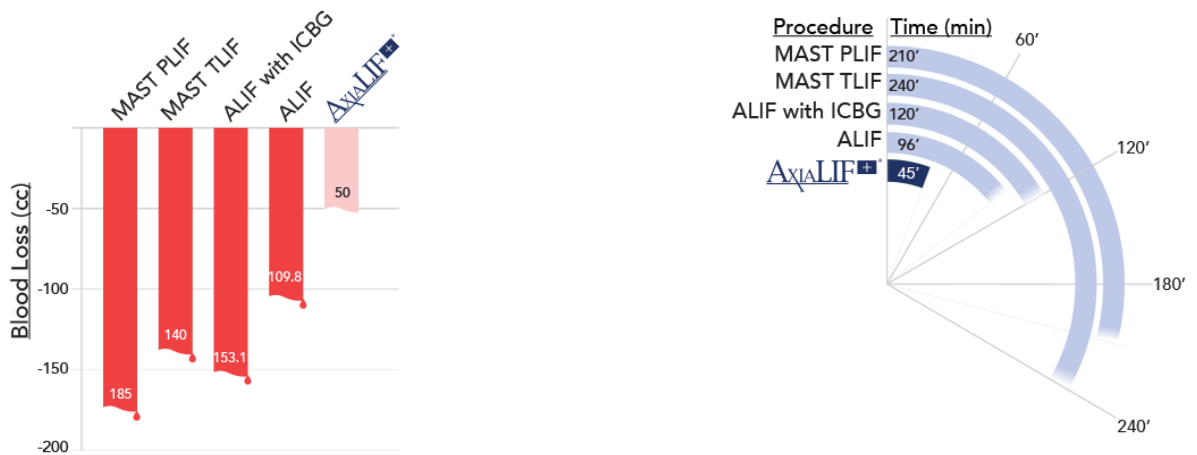 MAST PLIF
MAST TLIF
ALIF with ICBG
ALIF
AXIALIF+®
Blood Loss (cc)
-50
-100
-150
-200
185
140
153.1
109.8
50
Procedure Time (min)
MAST PLIF 210’
MAST TLIF 240’
ALIF with ICBG 120’
ALIF 96’
AXIALIF+® 45’
60’
120’
180’
240’